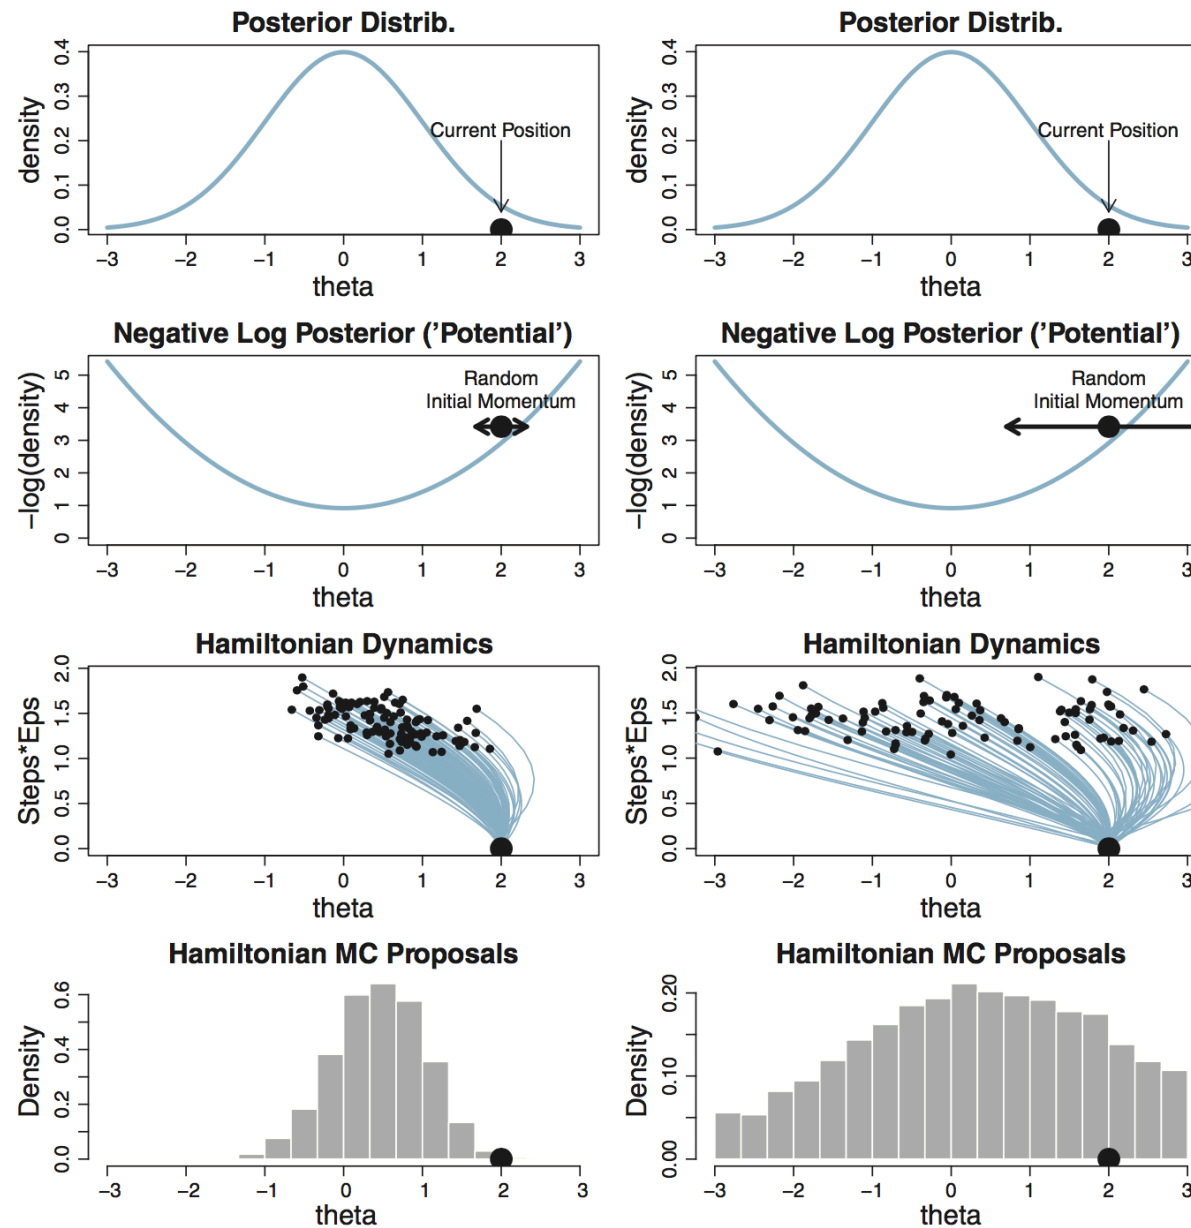 Posterior Distrib.
density
0.0 0.1 0.2 0.3 0.4
Current Position
−3 −2 −1 0 1 2 3
theta
Posterior Distrib.
density
0.0 0.1 0.2 0.3 0.4
Current Position
−3 −2 −1 0 1 2 3
theta
Negative Log Posterior (’Potential’)
−log(density)
0 1 2 3 4 5
Random
Initial Momentum
−3 −2 −1 0 1 2 3
theta
Negative Log Posterior (’Potential’)
−log(density)
0 1 2 3 4 5
Random
Initial Momentum
−3 −2 −1 0 1 2 3
theta
Hamiltonian Dynamics
Steps*Eps
0.0 0.5 1.0 1.5 2.0
−3 −2 −1 0 1 2 3
theta
Hamiltonian Dynamics
Steps*Eps
0.0 0.5 1.0 1.5 2.0
−3 −2 −1 0 1 2 3
theta
Hamiltonian MC Proposals
Density
0.0 0.2 0.4 0.6
−3 −2 −1 0 1 2 3
theta
Hamiltonian MC Proposals
Density
0.00 0.10 0.20
−3 −2 −1 0 1 2 3
theta